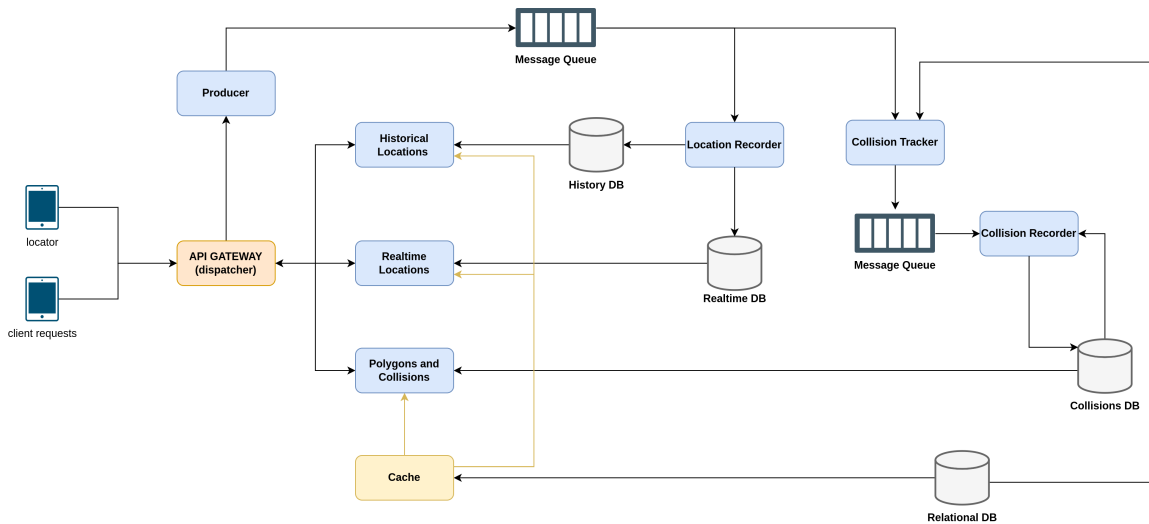 Message Queue
Producer
Historical
Locations
Location Recorder
Collision Tracker
History DB
locator
API GATEWAY
(dispatcher)
Realtime
Locations
Collision Recorder
Message Queue
Realtime DB
client requests
Polygons and
Collisions
Collisions DB
Cache
Relational DB